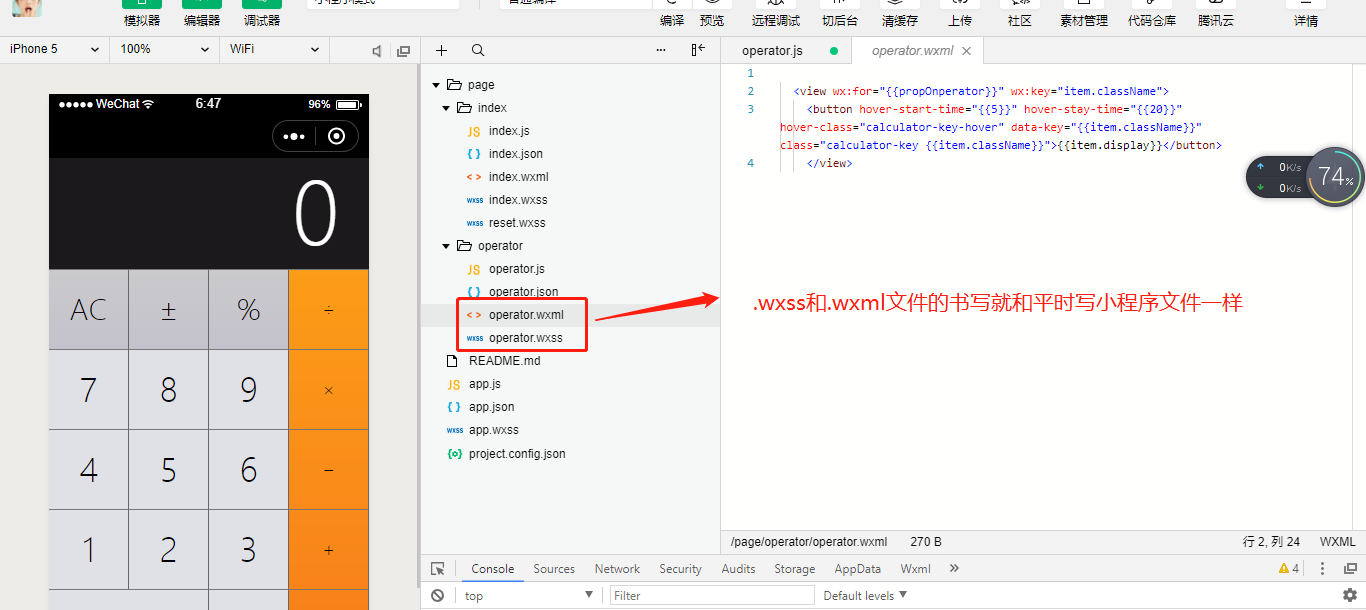 小程序模式
普通编译
模拟器 编辑器 调试器 编译 预览 远程调试 切后台 清缓存 上传 社区 素材管理 代码仓库 腾讯云 详情
iPhone 5 100% WiFi
WeChat 6:47 96%
0
AC ± % ÷
7 8 9 ×
4 5 6 −
1 2 3 +
page
index
JS index.js
{ } index.json
< > index.wxml
wxss index.wxss
wxss reset.wxss
operator
JS operator.js
{ } operator.json
< > operator.wxml
wxss operator.wxss
README.md
JS app.js
{ } app.json
wxss app.wxss
{o} project.config.json
operator.js operator.wxml ×
1
2 <view wx:for="{{propOnperator}}" wx:key="item.className">
3 <button hover-start-time="{{5}}" hover-stay-time="{{20}}"
hover-class="calculator-key-hover" data-key="{{item.className}}"
class="calculator-key {{item.className}}">{{item.display}}</button>
4 </view>
0K/s
0K/s
74%
.wxss和.wxml文件的书写就和平时写小程序文件一样
/page/operator/operator.wxml 270 B 行 2, 列 24 WXML
Console Sources Network Security Audits Storage AppData Wxml » 4
top Filter Default levels